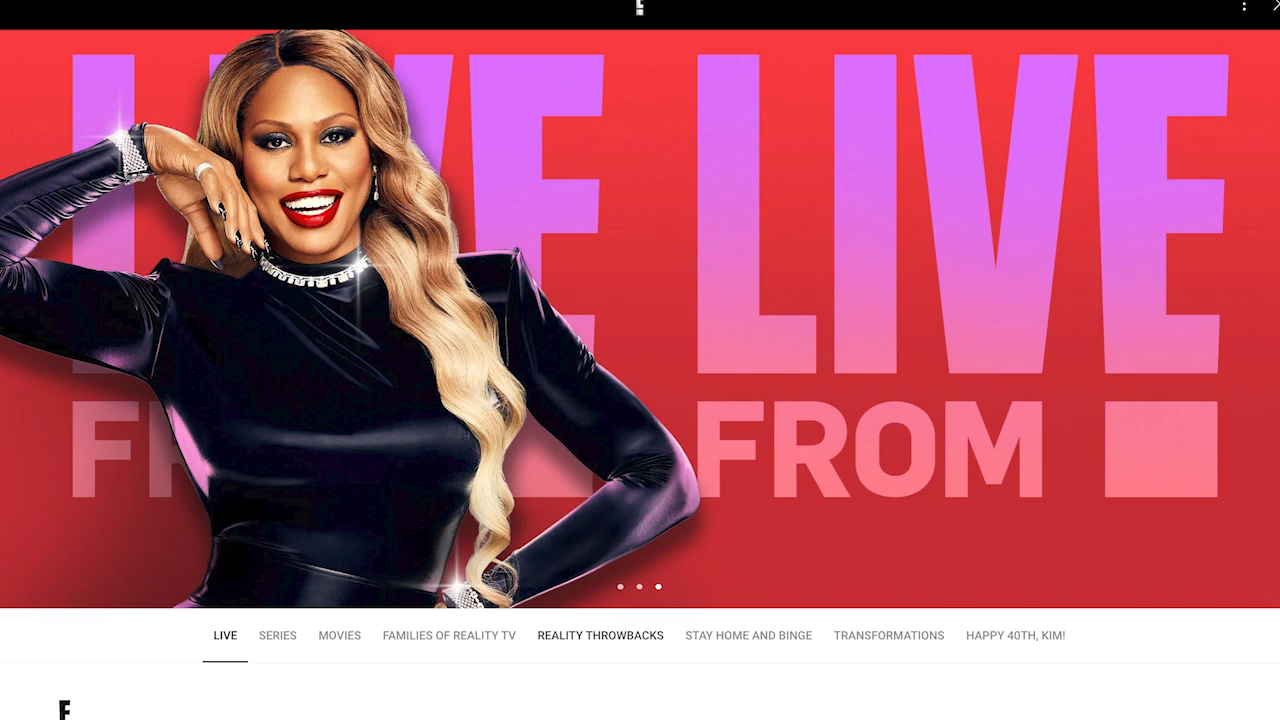 LIVE LIVE
FROM
LIVE SERIES MOVIES FAMILIES OF REALITY TV REALITY THROWBACKS STAY HOME AND BINGE TRANSFORMATIONS HAPPY 40TH, KIM!
E